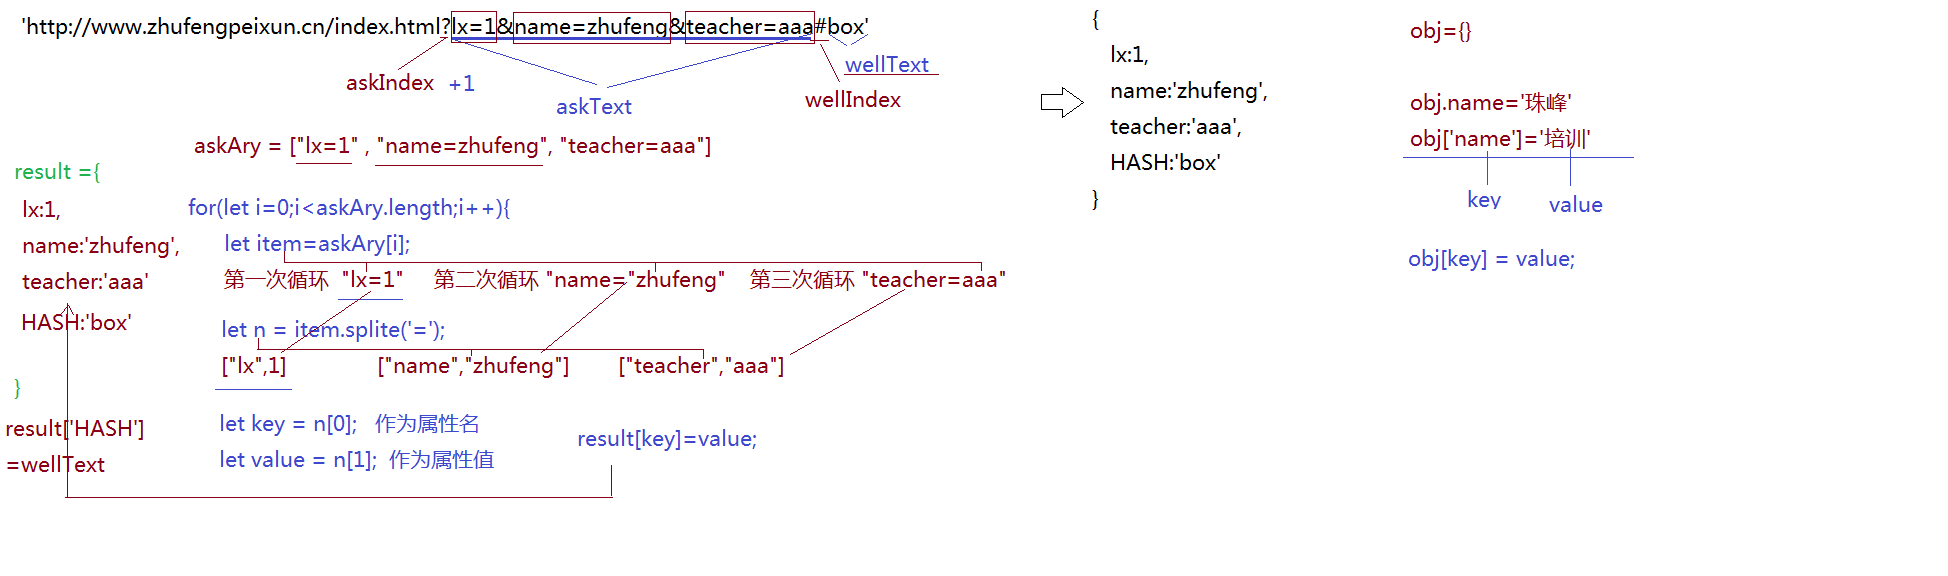 'http://www.zhufengpeixun.cn/index.html?lx=1&name=zhufeng&teacher=aaa#box'
askIndex +1
askText
wellText
wellIndex
askAry = ["lx=1" , "name=zhufeng", "teacher=aaa"]
result ={
lx:1,
name:'zhufeng',
teacher:'aaa'
HASH:'box'
}
result['HASH']
=wellText
for(let i=0;i<askAry.length;i++){
let item=askAry[i];
第一次循环 "lx=1" 第二次循环 "name="zhufeng" 第三次循环 "teacher=aaa"
let n = item.splite('=');
["lx",1] ["name","zhufeng"] ["teacher","aaa"]
let key = n[0]; 作为属性名
let value = n[1]; 作为属性值
result[key]=value;
{
lx:1,
name:'zhufeng',
teacher:'aaa',
HASH:'box'
}
obj={}
obj.name='珠峰'
obj['name']='培训'
key
value
obj[key] = value;